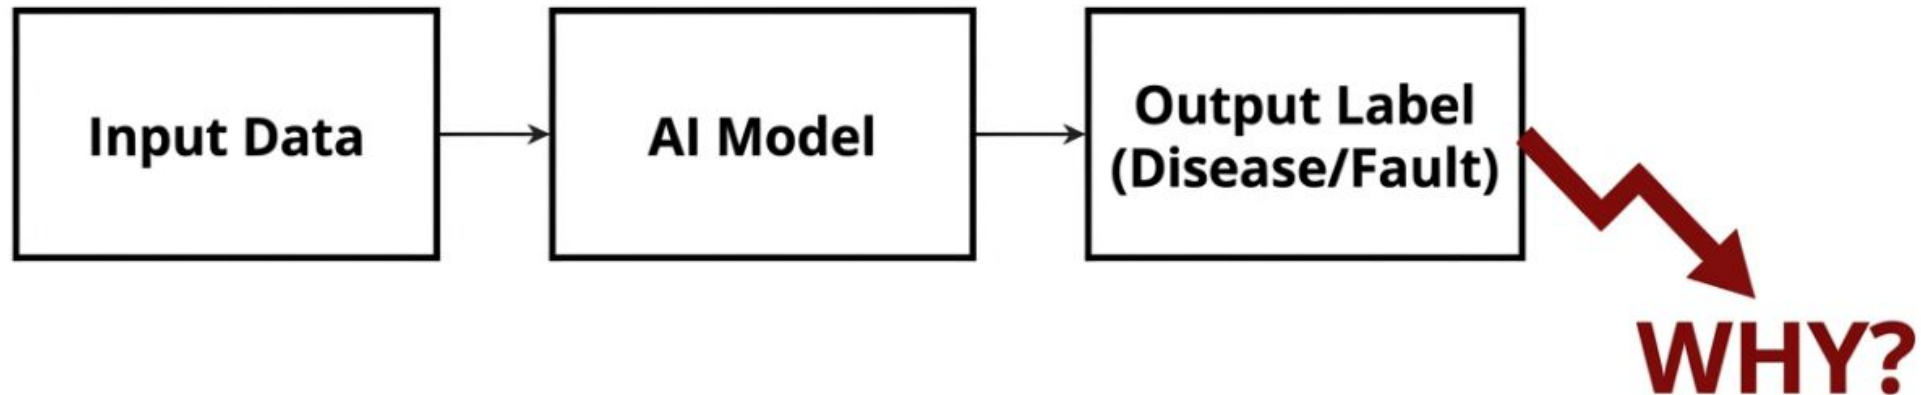 Input Data
AI Model
Output Label
(Disease/Fault)
WHY?